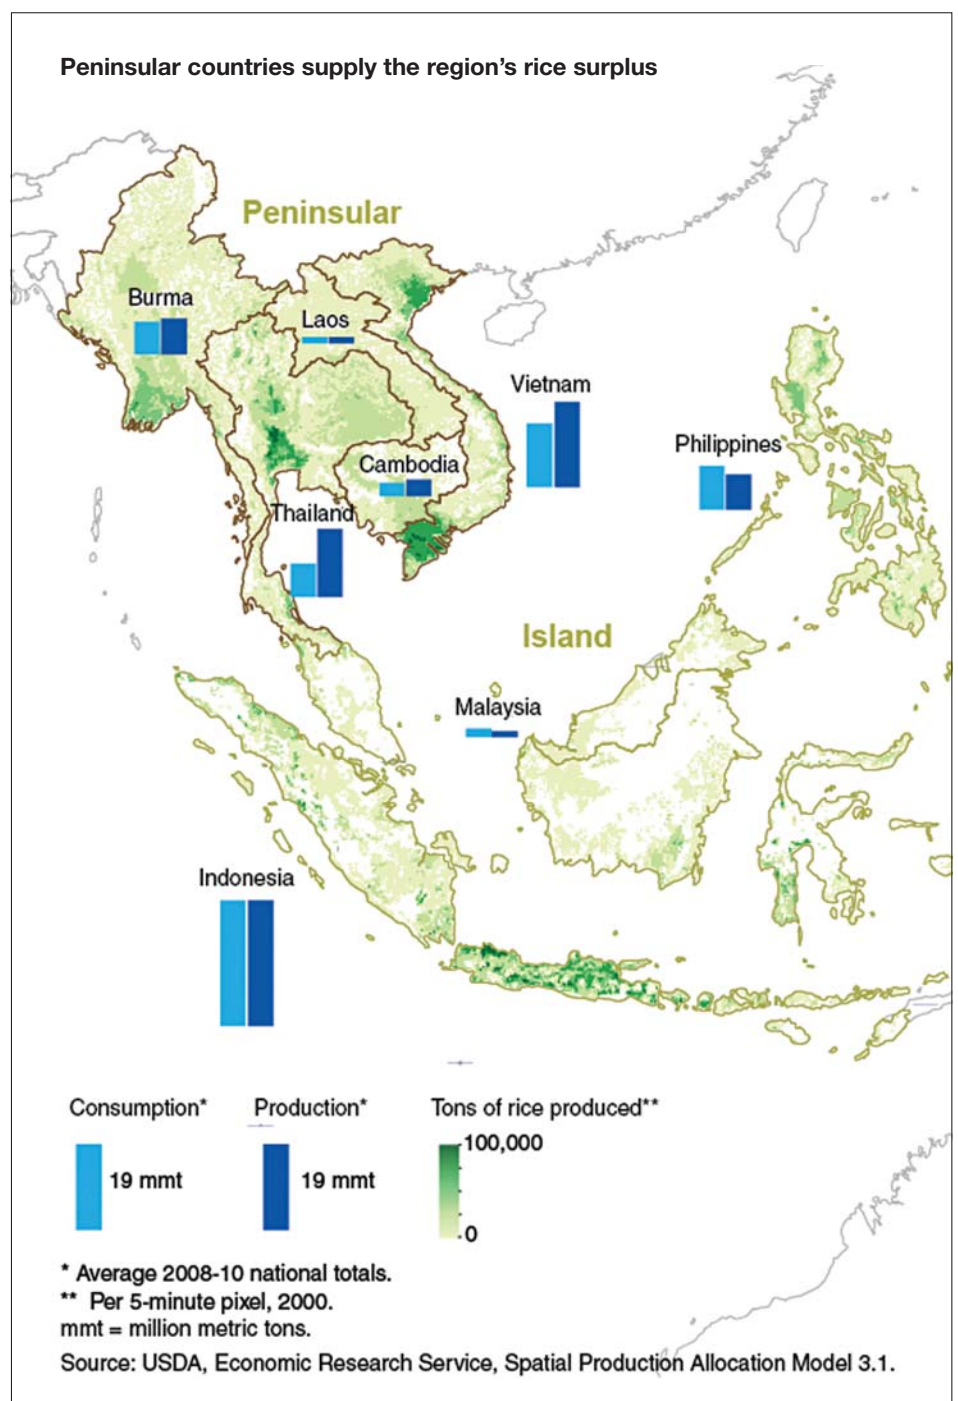 Peninsular countries supply the region's rice surplus
Peninsular
Burma
Laos
Vietnam
Philippines
Cambodia
Thailand
Island
Malaysia
Indonesia
Consumption*
Production*
Tons of rice produced**
19 mmt
19 mmt
100,000
0
* Average 2008-10 national totals.
** Per 5-minute pixel, 2000.
mmt = million metric tons.
Source: USDA, Economic Research Service, Spatial Production Allocation Model 3.1.